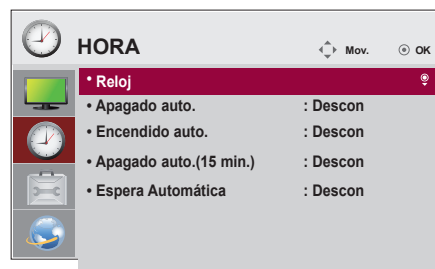 HORA Mov. OK
• Reloj
• Apagado auto. : Descon
• Encendido auto. : Descon
• Apagado auto.(15 min.) : Descon
• Espera Automática : Descon